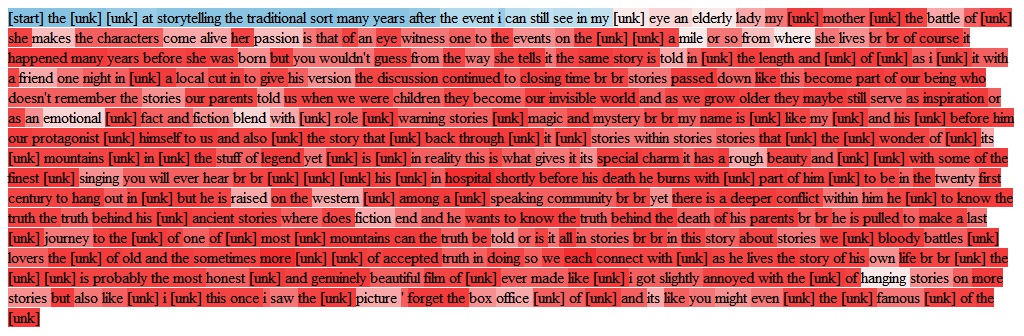 [start] the [unk] [unk] at storytelling the traditional sort many years after the event i can still see in my [unk] eye an elderly lady my [unk] mother [unk] the battle of [unk]
she makes the characters come alive her passion is that of an eye witness one to the events on the [unk] [unk] a mile or so from where she lives br br of course it
happened many years before she was born but you wouldn't guess from the way she tells it the same story is told in [unk] the length and [unk] of [unk] as i [unk] it with
a friend one night in [unk] a local cut in to give his version the discussion continued to closing time br br stories passed down like this become part of our being who
doesn't remember the stories our parents told us when we were children they become our invisible world and as we grow older they maybe still serve as inspiration or
as an emotional [unk] fact and fiction blend with [unk] role [unk] warning stories [unk] magic and mystery br br my name is [unk] like my [unk] and his [unk] before him
our protagonist [unk] himself to us and also [unk] the story that [unk] back through [unk] it [unk] stories within stories stories that [unk] the [unk] wonder of [unk] its
[unk] mountains [unk] in [unk] the stuff of legend yet [unk] is [unk] in reality this is what gives it its special charm it has a rough beauty and [unk] [unk] with some of the
finest [unk] singing you will ever hear br br [unk] [unk] [unk] his [unk] in hospital shortly before his death he burns with [unk] part of him [unk] to be in the twenty first
century to hang out in [unk] but he is raised on the western [unk] among a [unk] speaking community br br yet there is a deeper conflict within him he [unk] to know the
truth the truth behind his [unk] ancient stories where does fiction end and he wants to know the truth behind the death of his parents br br he is pulled to make a last
[unk] journey to the [unk] of one of [unk] most [unk] mountains can the truth be told or is it all in stories br br in this story about stories we [unk] bloody battles [unk]
lovers the [unk] of old and the sometimes more [unk] [unk] of accepted truth in doing so we each connect with [unk] as he lives the story of his own life br br the [unk]
[unk] [unk] is probably the most honest [unk] and genuinely beautiful film of [unk] ever made like [unk] i got slightly annoyed with the [unk] of hanging stories on more
stories but also like [unk] i [unk] this once i saw the [unk] picture ' forget the box office [unk] of [unk] and its like you might even [unk] the [unk] famous [unk] of the
[unk]